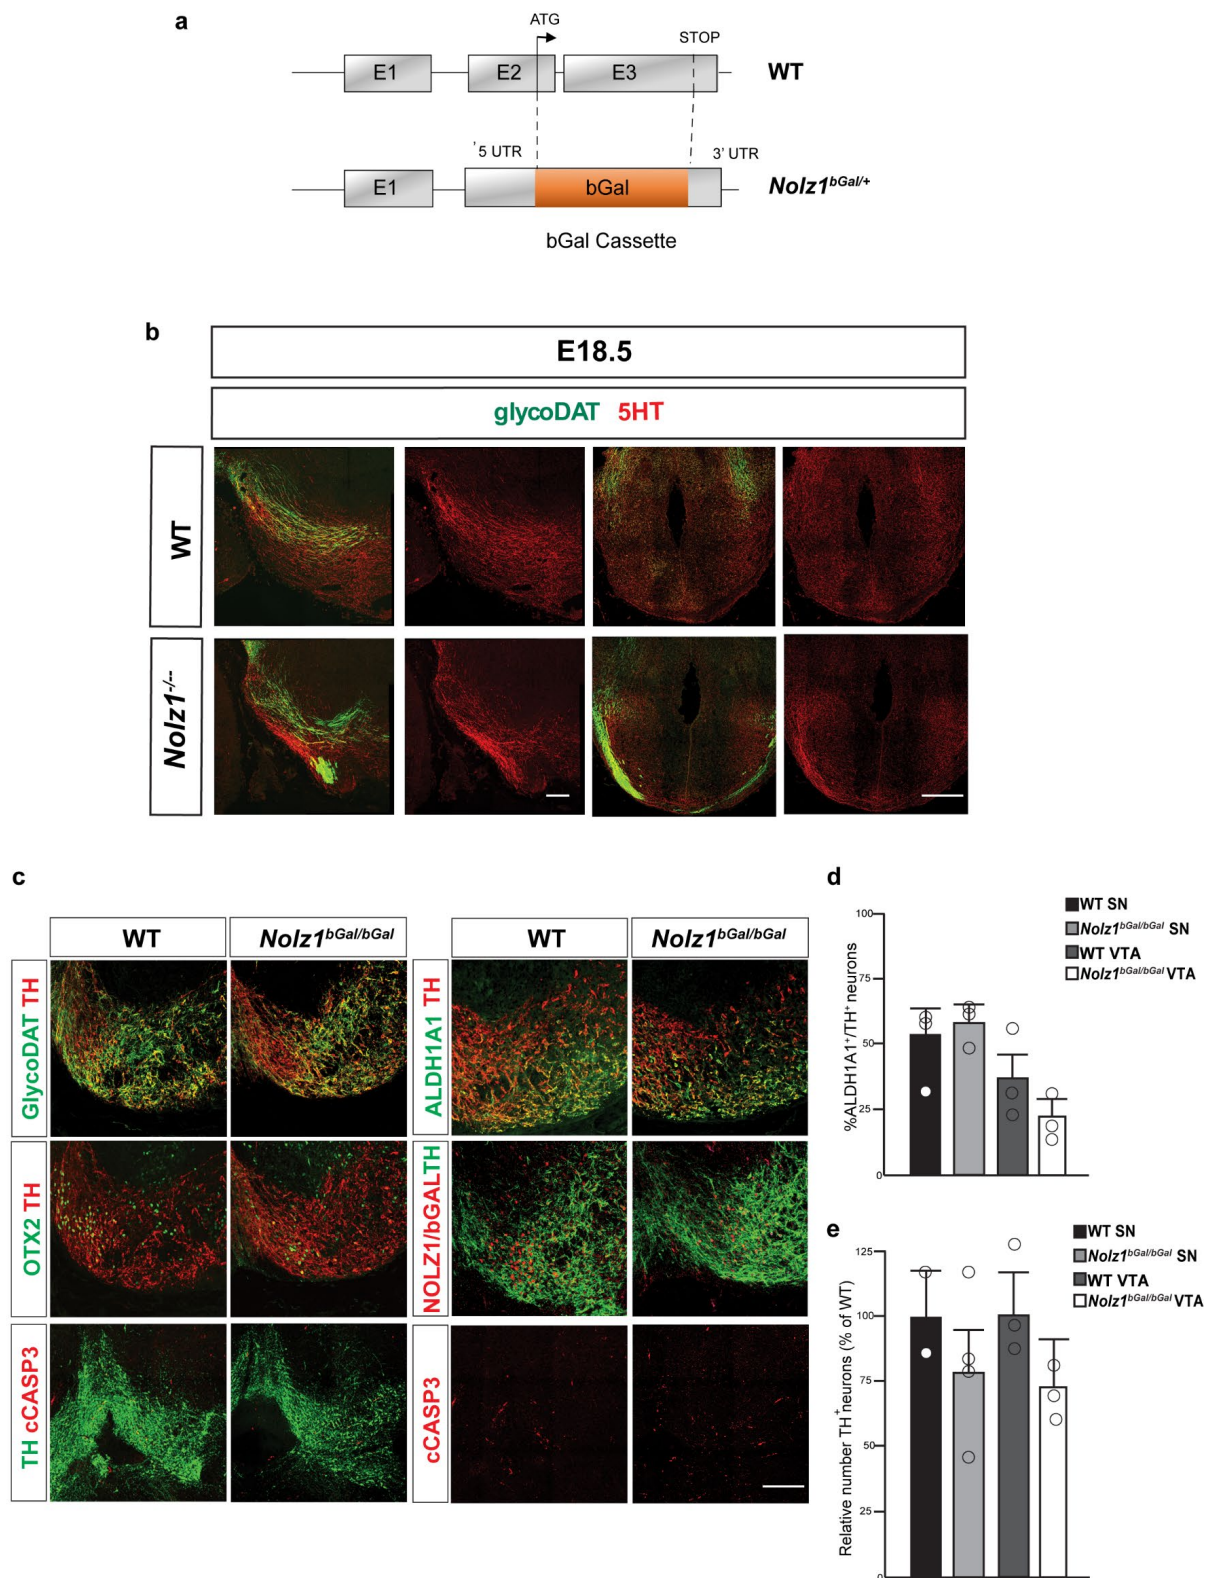 a
ATG
STOP
E1 E2 E3 WT
'5 UTR 3' UTR
E1 bGal Nolz1bGal/+
bGal Cassette
b
E18.5
glycoDAT 5HT
WT
Nolz1-/--
c
WT Nolz1bGal/bGal WT Nolz1bGal/bGal
GlycoDAT TH
ALDH1A1 TH
OTX2 TH
NOLZ1/bGALTH
TH cCASP3
cCASP3
d
WT SN
Nolz1bGal/bGal SN
WT VTA
Nolz1bGal/bGal VTA
%ALDH1A1+/TH+ neurons
100
75
50
25
0
e
WT SN
Nolz1bGal/bGal SN
WT VTA
Nolz1bGal/bGal VTA
Relative number TH+ neurons (% of WT)
125
100
75
50
25
0